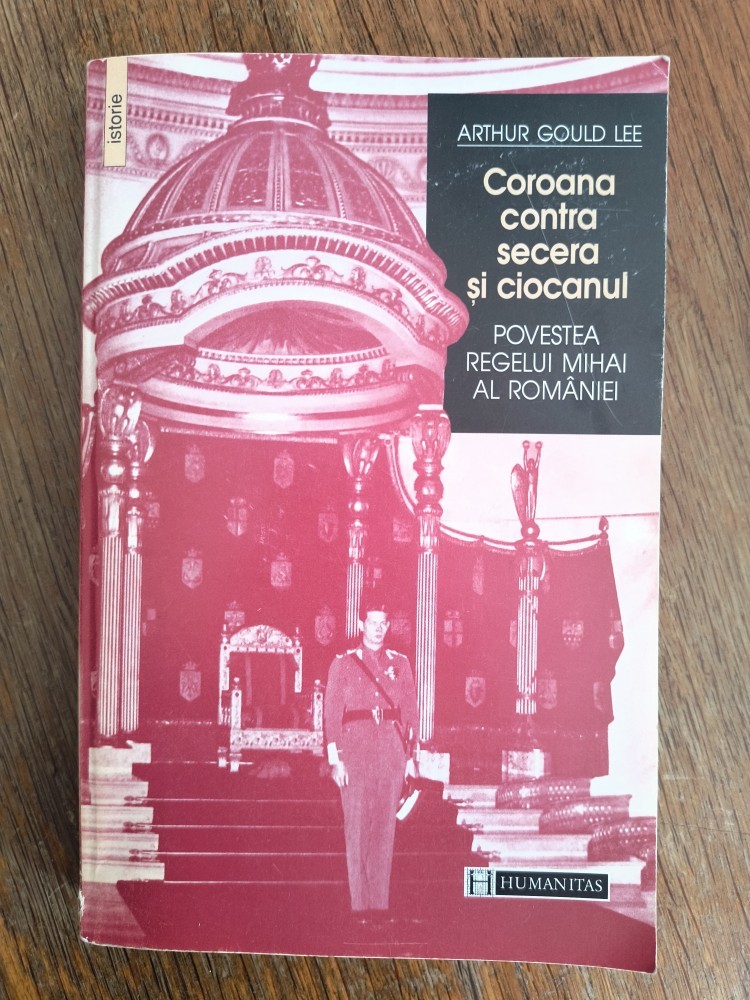 istorie
ARTHUR GOULD LEE
Coroana
contra
secera
și ciocanul
POVESTEA
REGELUI MIHAI
AL ROMÂNIEI
HUMANITAS